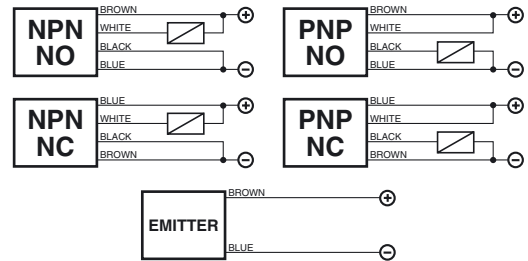 NPN
NO
BROWN
WHITE
BLACK
BLUE
+
−
PNP
NO
BROWN
WHITE
BLACK
BLUE
+
−
NPN
NC
BLUE
WHITE
BLACK
BROWN
+
−
PNP
NC
BLUE
WHITE
BLACK
BROWN
+
−
EMITTER
BROWN
BLUE
+
−